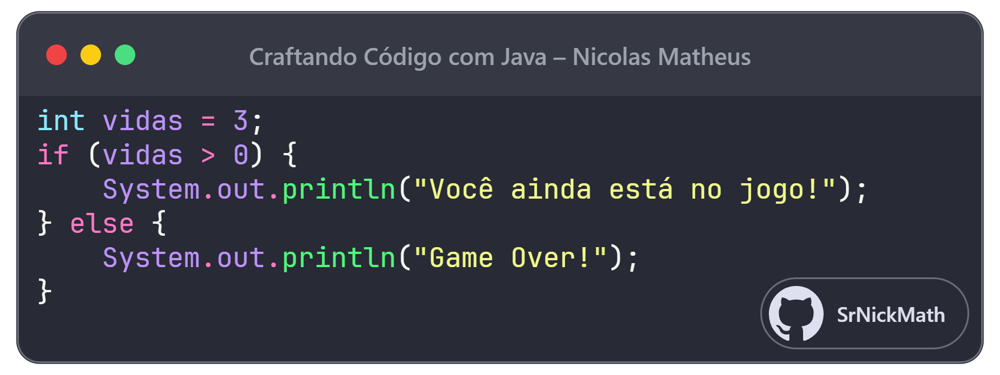 Craftando Código com Java – Nicolas Matheus
int vidas = 3;
if (vidas > 0) {
    System.out.println("Você ainda está no jogo!");
} else {
    System.out.println("Game Over!");
}
SrNickMath